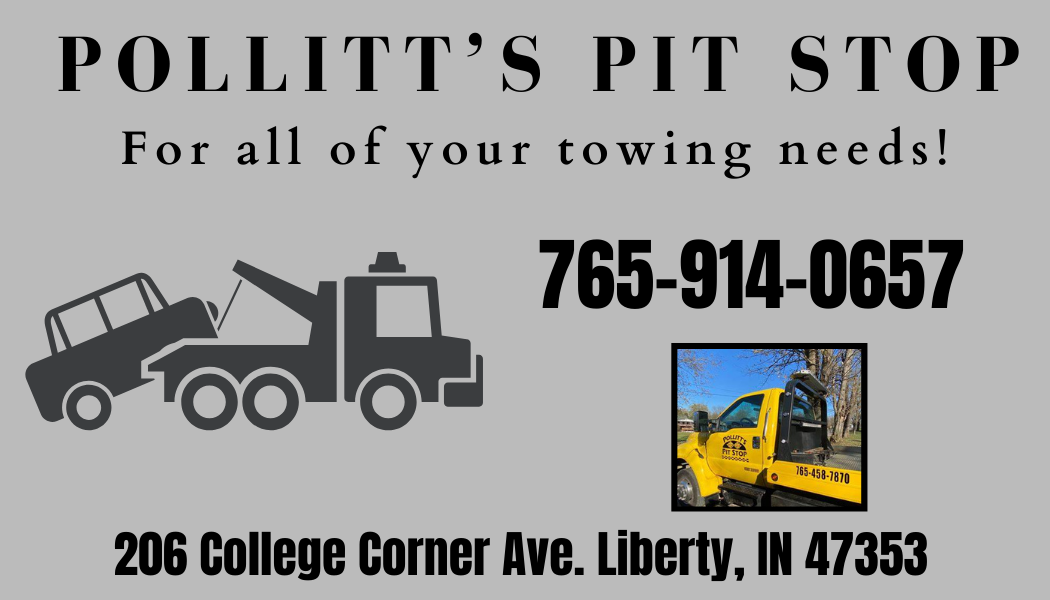 POLLITT'S PIT STOP
For all of your towing needs!
765-914-0657
POLLITT'S
PIT STOP
765-458-7870
206 College Corner Ave. Liberty, IN 47353